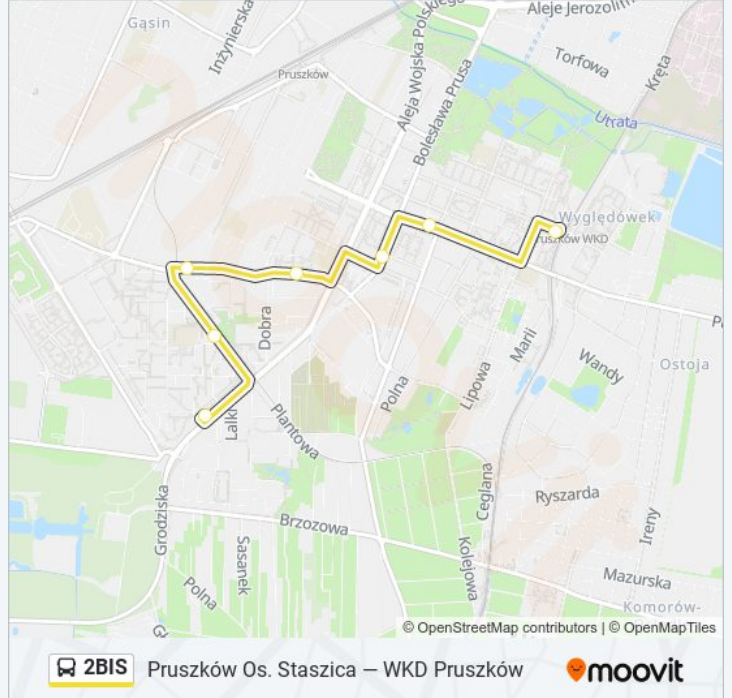 Aleje Jerozolim
Gąsin
Inżynierska
Aleja Wojska Polskiego
Torfowa
Pruszków
Kręta
Bolesława Prusa
Utrata
Wyględówek
Pruszków WKD
Dobra
Marii
Wandy
Ostoja
Lipowa
Polna
Lalki
Plantowa
Ceglana
Ryszarda
Grodziska
Brzozowa
Ireny
Sasanek
Kolejowa
Mazurska
Polna
Komorów-
© OpenStreetMap contributors | © OpenMapTiles
2BIS Pruszków Os. Staszica — WKD Pruszków moovit